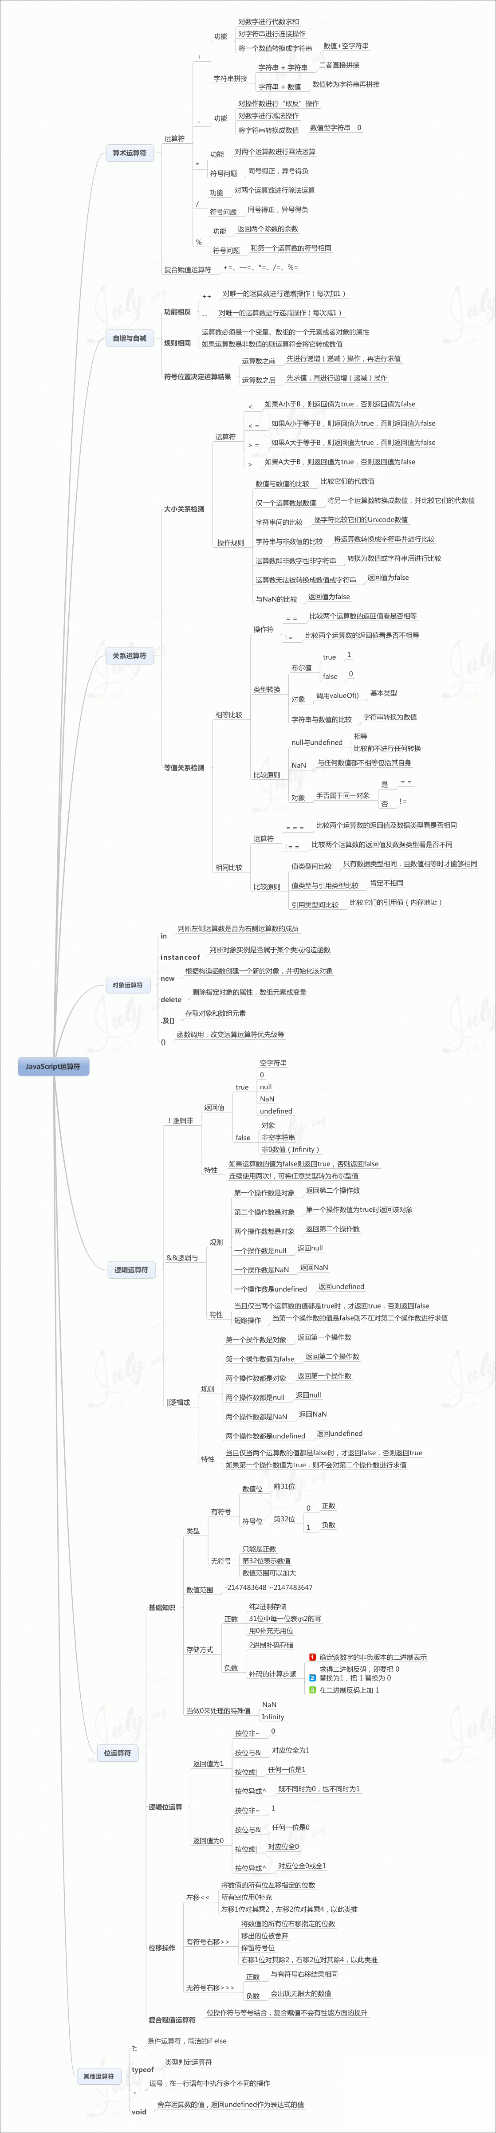 JavaScript运算符
算术运算符
运算符
+
功能
对数字进行代数求和
对字符串进行连接操作
将一个数值转换成字符串
数值+空字符串
字符串拼接
字符串 + 字符串
二者直接拼接
字符串 + 数值
数值转为字符串再拼接
-
功能
对操作数进行“取反”操作
对数字进行减法操作
将字符串转换成数值
数值型字符串 - 0
*
功能
对两个运算数进行乘法运算
符号问题
同号得正，异号得负
/
功能
对两个运算数进行除法运算
符号问题
同号得正，异号得负
%
功能
返回两个除数的余数
符号问题
和第一个运算数的符号相同
复合赋值运算符
+=、-=、*=、/=、%=
自增与自减
功能相反
++
对唯一的运算数进行递增操作（每次加1）
--
对唯一的运算数进行递减操作（每次减1）
规则相同
运算数必须是一个变量、数组的一个元素或者对象的属性
如果运算数是非数值的则运算符会将它转成数值
符号位置决定运算结果
运算数之前
先进行递增（递减）操作，再进行求值
运算数之后
先求值，再进行递增（递减）操作
关系运算符
大小关系检测
运算符
<
如果A小于B，则返回值为true，否则返回值为false
<=
如果A小于等于B，则返回值为true，否则返回值为false
>=
如果A大于等于B，则返回值为true，否则返回值为false
>
如果A大于B，则返回值为true，否则返回值为false
操作规则
数值与数值的比较
比较它们的代数值
仅一个运算数是数值
将另一个运算数转换成数值，并比较它们的代数值
字符串间的比较
逐字符比较它们的Unicode数值
字符串与非数值的比较
将运算数转换成字符串并进行比较
运算数即非数字也非字符串
转换为数值或字符串后进行比较
运算数无法被转换成数值或字符串
返回值为false
与NaN的比较
返回值为false
等值关系检测
相等比较
操作符
==
比较两个运算数的返回值看是否相等
!=
比较两个运算数的返回值看是否不相等
类型转换
布尔值
true
1
false
0
对象
调用valueOf()
基本类型
字符串与数值的比较
字符串转换为数值
比较原则
null与undefined
相等
比较前不进行任何转换
NaN
与任何数值都不相等包括其自身
对象
是否属于同一对象
是
==
否
!=
相同比较
运算符
===
比较两个运算数的返回值及数据类型看是否相同
!==
比较两个运算数的返回值及数据类型看是否不同
比较原则
值类型间比较
只有数据类型相同，且数值相等时才能够相同
值类型与引用类型比较
肯定不相同
引用类型间比较
比较它们的引用值（内存地址）
对象运算符
in
判断左侧运算数是否为右侧运算数的成员
instanceof
判断对象实例是否属于某个类或构造函数
new
根据构造函数创建一个新的对象，并初始化该对象
delete
删除指定对象的属性，数组元素或变量
.及[]
存取对象和数组元素
()
函数调用，改变运算运算符优先级等
逻辑运算符
！逻辑非
返回值
true
空字符串
0
null
NaN
undefined
false
对象
非空字符串
非0数值（Infinity）
特性
如果运算数的值为false则返回true，否则返回false
连续使用两次!，可将任意类型转为布尔型值
&&逻辑与
规则
第一个操作数是对象
返回第二个操作数
第二个操作数是对象
第一个操作数值为true时返回该对象
两个操作数都是对象
返回第二个操作数
一个操作数是null
返回null
一个操作数是NaN
返回NaN
一个操作数是undefined
返回undefined
特性
当且仅当两个运算数的值都是true时，才返回true，否则返回false
短路操作
当第一个操作数的值是false则不在对第二个操作数进行求值
||逻辑或
规则
第一个操作数是对象
返回第一个操作数
第一个操作数值为false
返回第二个操作数
两个操作数都是对象
返回第一个操作数
两个操作数都是null
返回null
两个操作数都是NaN
返回NaN
两个操作数都是undefined
返回undefined
特性
当且仅当两个运算数的值都是false时，才返回false，否则返回true
如果第一个操作数值为true，则不会对第二个操作数进行求值
位运算符
基础知识
类型
有符号
数值位
前31位
符号位
第32位
0
正数
1
负数
无符号
只能是正数
第32位表示数值
数值范围可以加大
数值范围
-2147483648 ~2147483647
存储方式
正数
纯2进制存储
31位中每一位表示2的幂
用0补充无用位
负数
2进制补码存储
补码的计算步骤
1 确定该数字的非负版本的二进制表示
2 求得二进制反码，即要把 0
替换为1，把 1 替换为 0
3 在二进制反码上加 1
当做0来处理的特殊值
NaN
Infinity
逻辑位运算
返回值为1
按位非~
0
按位与&
对应位全为1
按位或|
任何一位是1
按位异或^
既不同时为0，也不同时为1
返回值为0
按位非~
1
按位与&
任何一位是0
按位或|
对应位全0
按位异或^
对应位全0或全1
位移操作
左移<<
将数值的所有位左移指定的位数
所有空位用0补充
左移1位对其乘2，左移2位对其乘4，以此类推
有符号右移>>
将数值的所有位右移指定的位数
移出的位被舍弃
保留符号位
右移1位对其除2，右移2位对其除4，以此类推
无符号右移>>>
正数
与有符号右移结果相同
负数
会出现无限大的数值
复合赋值运算符
位操作符与等号结合，复合赋值不会有性能方面的提升
其他运算符
?:
条件运算符，简洁的if else
typeof
类型判定运算符
,
逗号，在一行语句中执行多个不同的操作
void
舍弃运算数的值，返回undefined作为表达式的值